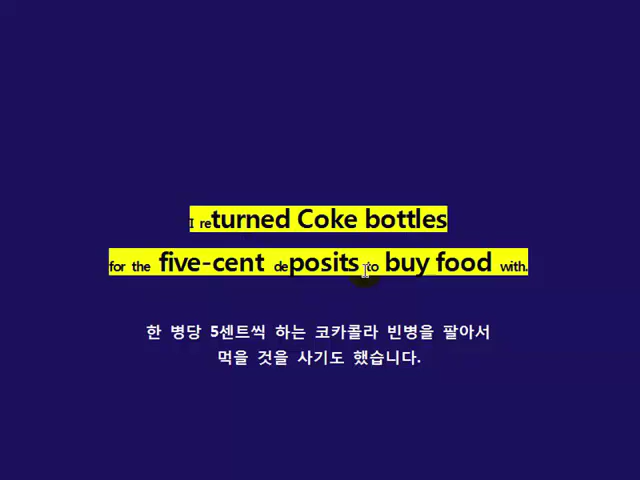 I returned Coke bottles
for the five-cent deposits to buy food with.
한 병당 5센트씩 하는 코카콜라 빈병을 팔아서
먹을 것을 사기도 했습니다.